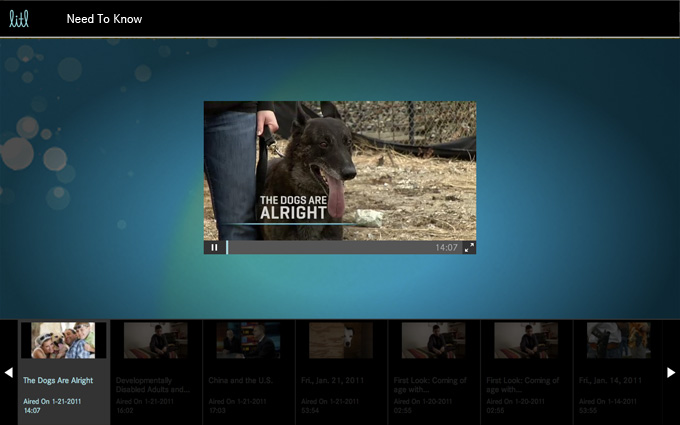 litl
Need To Know
THE DOGS ARE
ALRIGHT
14:07
The Dogs Are Alright
Aired On 1-21-2011
14:07
Developmentally
Disabled Adults and...
Aired On 1-21-2011
16:02
China and the U.S.
Aired On 1-21-2011
17:03
Fri., Jan. 21, 2011
Aired On 1-21-2011
53:54
First Look: Coming of
age with...
Aired On 1-20-2011
02:55
First Look: Coming of
age with...
Aired On 1-20-2011
02:55
Fri., Jan. 14, 2011
Aired On 1-14-2011
53:55